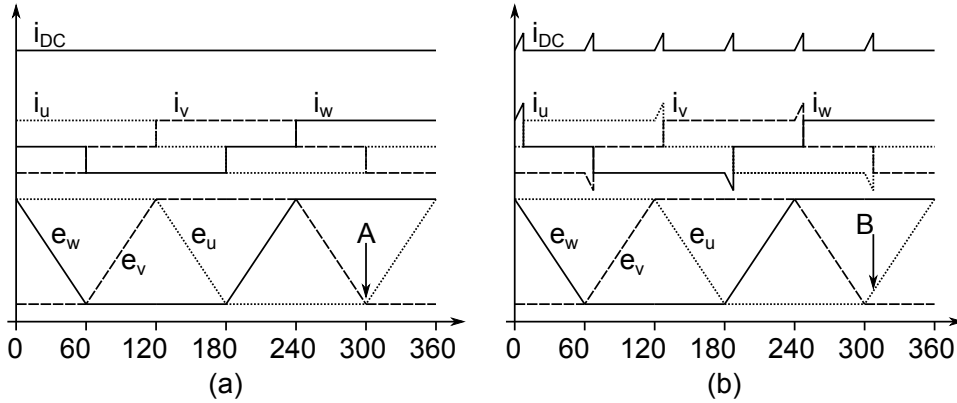 i_DC
i_u i_v i_w
A
e_w e_v e_u
0 60 120 180 240 300 360
(a)
i_DC
i_u i_v i_w
B
e_w e_v e_u
0 60 120 180 240 300 360
(b)